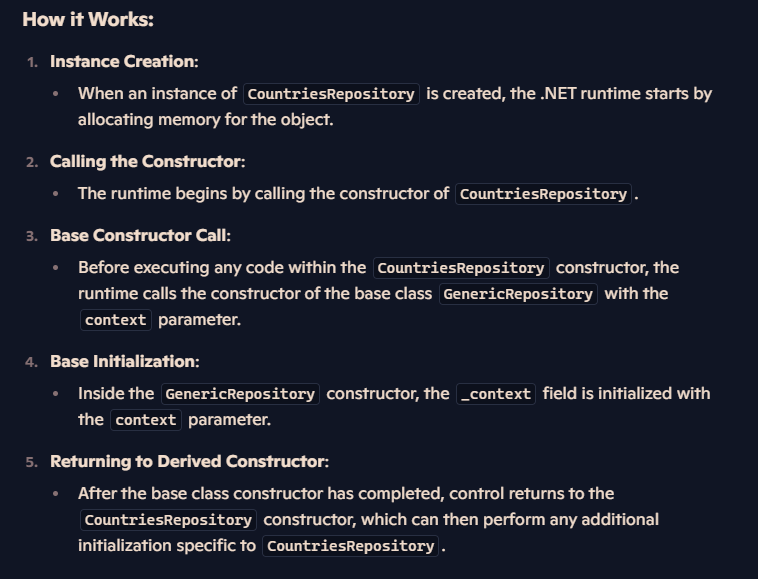 How it Works:
1. Instance Creation:
• When an instance of CountriesRepository is created, the .NET runtime starts by
allocating memory for the object.
2. Calling the Constructor:
• The runtime begins by calling the constructor of CountriesRepository.
3. Base Constructor Call:
• Before executing any code within the CountriesRepository constructor, the
runtime calls the constructor of the base class GenericRepository with the
context parameter.
4. Base Initialization:
• Inside the GenericRepository constructor, the _context field is initialized with
the context parameter.
5. Returning to Derived Constructor:
• After the base class constructor has completed, control returns to the
CountriesRepository constructor, which can then perform any additional
initialization specific to CountriesRepository.